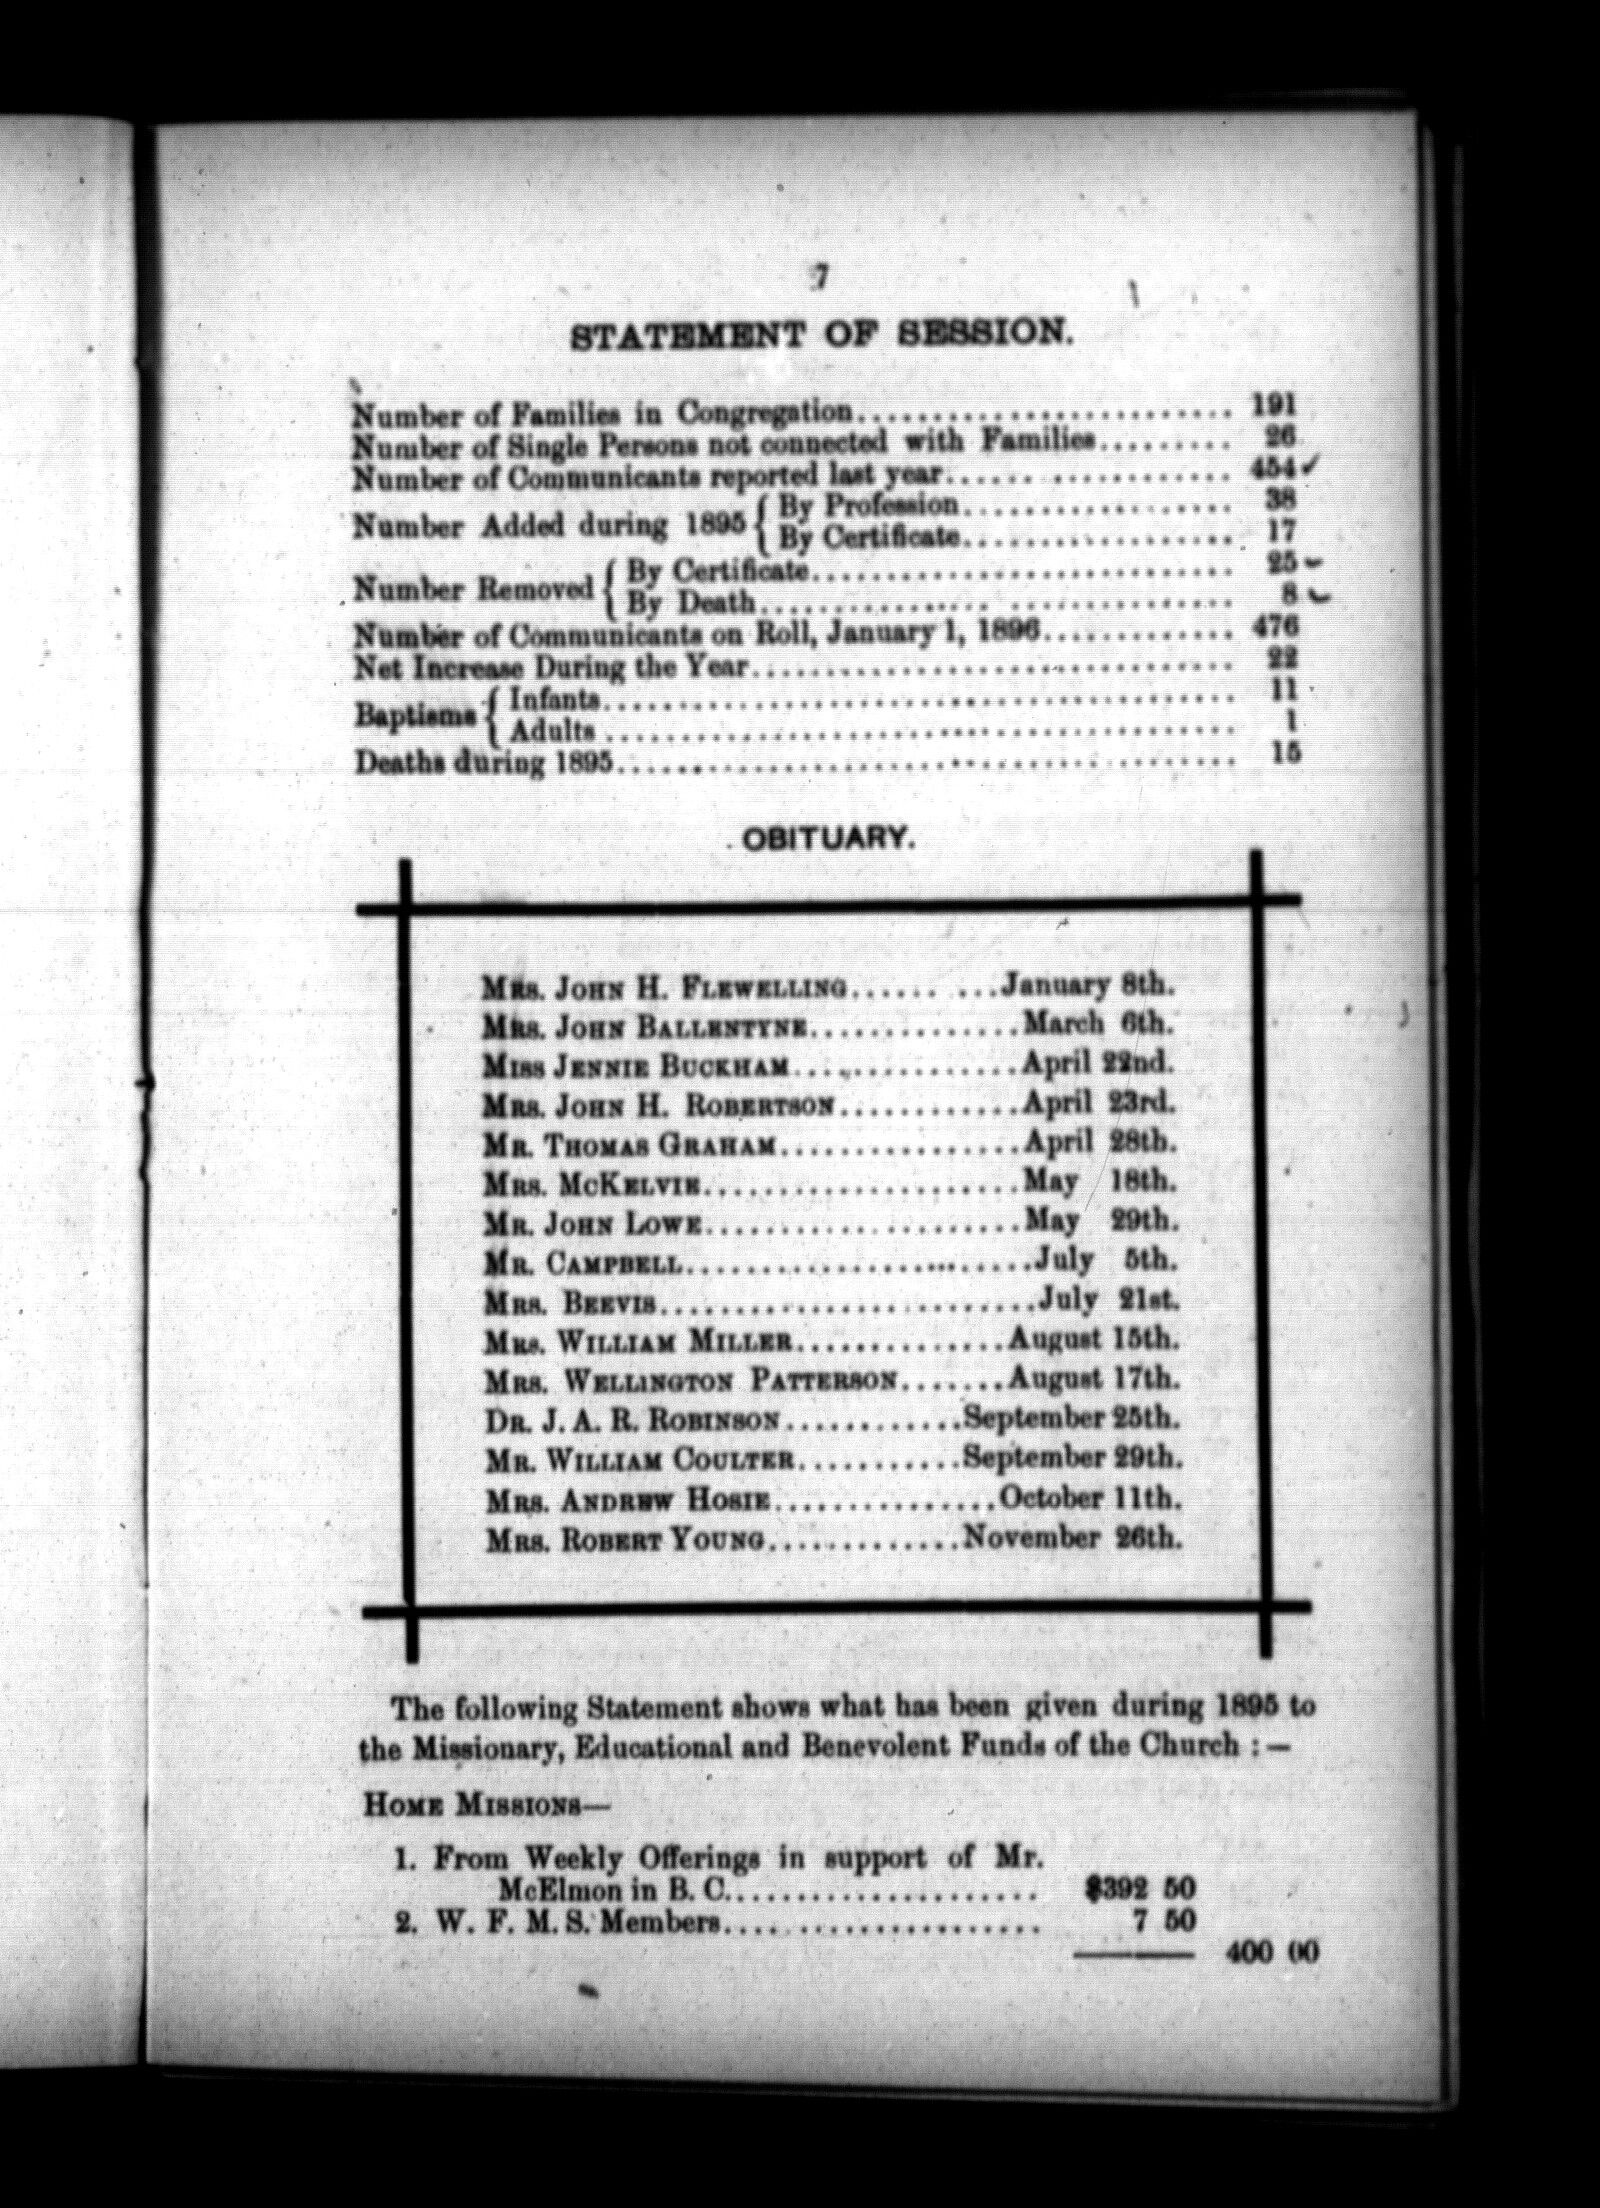 7
STATEMENT OF SESSION.
Number of Families in Congregation........................ 191
Number of Single Persons not connected with Families......... 26
Number of Communicants reported last year...... ............ 454 ✓
Number Added during 1895 { By Profession.................. 38
{ By Certificate.................. 17
Number Removed { By Certificate............................ 25
{ By Death............... ............... 8
Number of Communicants on Roll, January 1, 1896............. 476
Net Increase During the Year................................ 22
Baptisms { Infants.......................................... 11
{ Adults .......................................... 1
Deaths during 1895......................................... 15
OBITUARY.
MRS. JOHN H. FLEWELLING...... ...January 8th.
MRS. JOHN BALLENTYNE..............March 6th.
MISS JENNIE BUCKHAM...............April 22nd.
MRS. JOHN H. ROBERTSON............April 23rd.
MR. THOMAS GRAHAM................April 28th.
MRS. MCKELVIE.....................May 18th.
MR. JOHN LOWE.....................May 29th.
MR. CAMPBELL.......................July 5th.
MRS. BEEVIS.........................July 21st.
MRS. WILLIAM MILLER..............August 15th.
MRS. WELLINGTON PATTERSON.......August 17th.
DR. J. A. R. ROBINSON............September 25th.
MR. WILLIAM COULTER...........September 29th.
MRS. ANDREW HOSIE...............October 11th.
MRS. ROBERT YOUNG.............November 26th.
The following Statement shows what has been given during 1895 to
the Missionary, Educational and Benevolent Funds of the Church :—
HOME MISSIONS—
1. From Weekly Offerings in support of Mr.
McElmon in B. C..................... $392 50
2. W. F. M. S. Members..................... 7 50
400 00